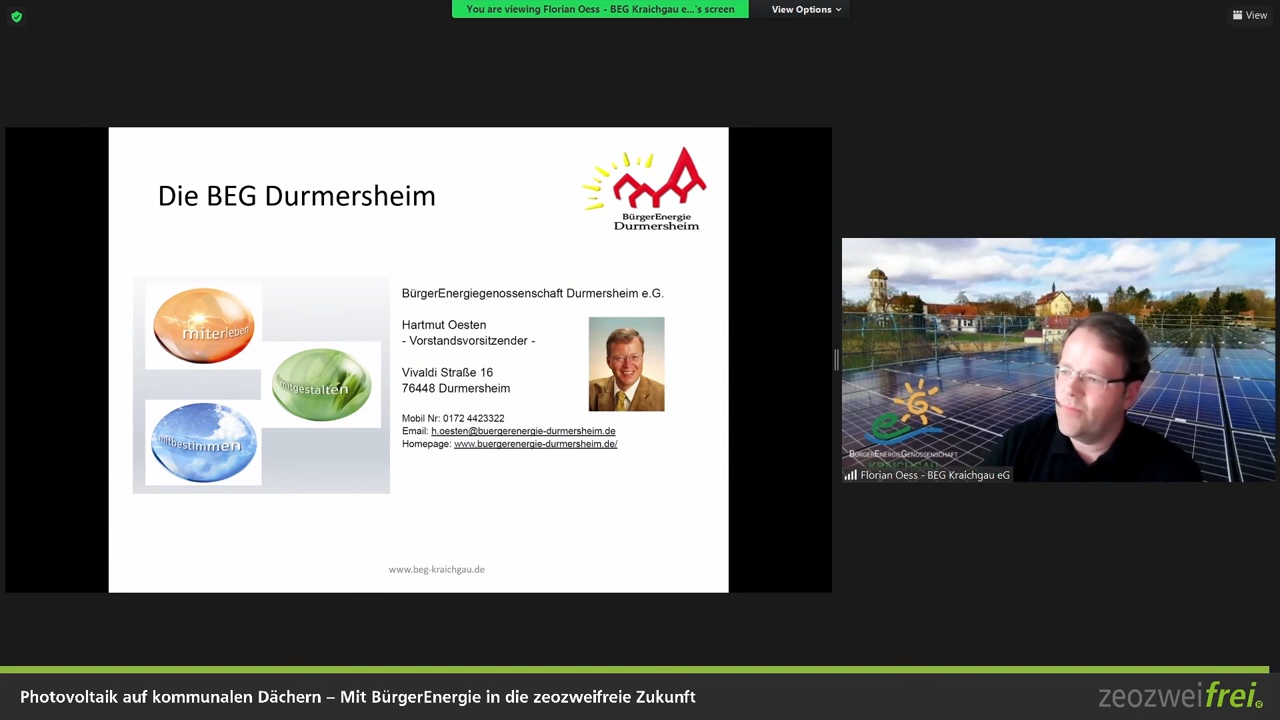 You are viewing Florian Oess - BEG Kraichgau e...'s screen
View Options
View
Die BEG Durmersheim
BürgerEnergie
Durmersheim
miterleben
mitgestalten
mitbestimmen
BürgerEnergiegenossenschaft Durmersheim e.G.
Hartmut Oesten
- Vorstandsvorsitzender -
Vivaldi Straße 16
76448 Durmersheim
Mobil Nr: 0172 4423322
Email: h.oesten@buergerenergie-durmersheim.de
Homepage: www.buergerenergie-durmersheim.de/
www.beg-kraichgau.de
BÜRGERENERGIEGENOSSENSCHAFT
KRAICHGAU eG
Florian Oess - BEG Kraichgau eG
Photovoltaik auf kommunalen Dächern – Mit BürgerEnergie in die zeozweifreie Zukunft
zeozweifrei.